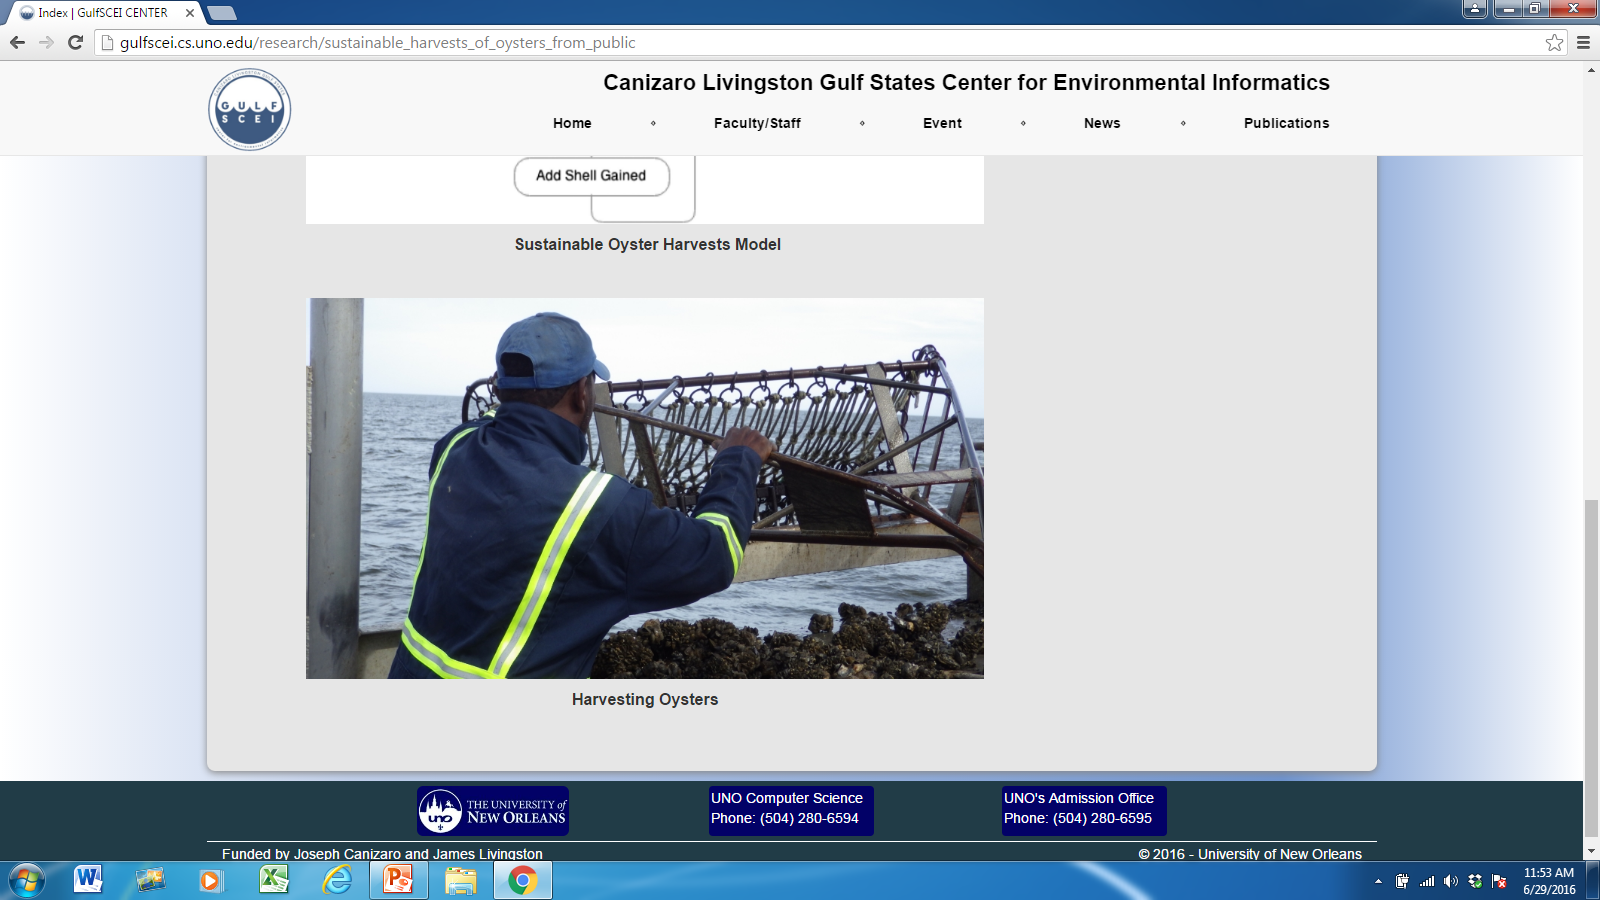 Index | GulfSCEI CENTER
gulfscei.cs.uno.edu/research/sustainable_harvests_of_oysters_from_public
GULF
SCEI
Canizaro Livingston Gulf States Center for Environmental Informatics
Home
Faculty/Staff
Event
News
Publications
Add Shell Gained
Sustainable Oyster Harvests Model
Harvesting Oysters
uno
THE UNIVERSITY of
NEW ORLEANS
UNO Computer Science
Phone: (504) 280-6594
UNO's Admission Office
Phone: (504) 280-6595
Funded by Joseph Canizaro and James Livingston
© 2016 - University of New Orleans
11:53 AM
6/29/2016